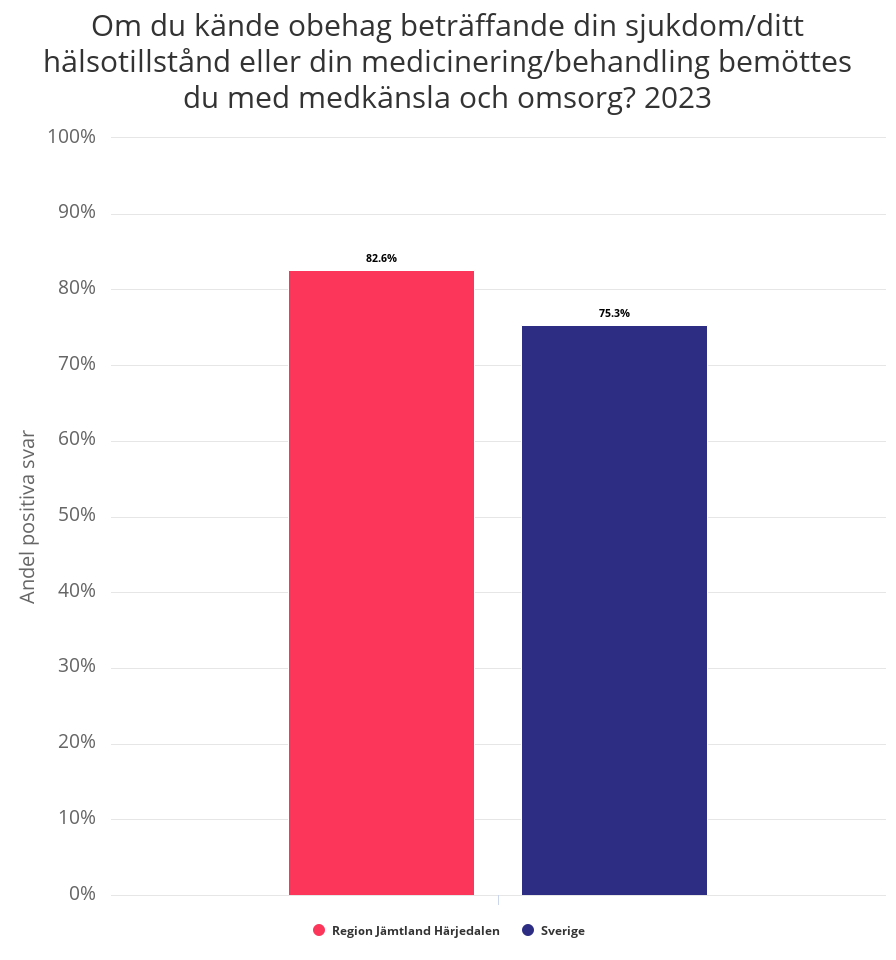 Om du kände obehag beträffande din sjukdom/ditt
hälsotillstånd eller din medicinering/behandling bemöttes
du med medkänsla och omsorg? 2023
Andel positiva svar
100%
90%
80%
70%
60%
50%
40%
30%
20%
10%
0%
82.6%
75.3%
Region Jämtland Härjedalen
Sverige